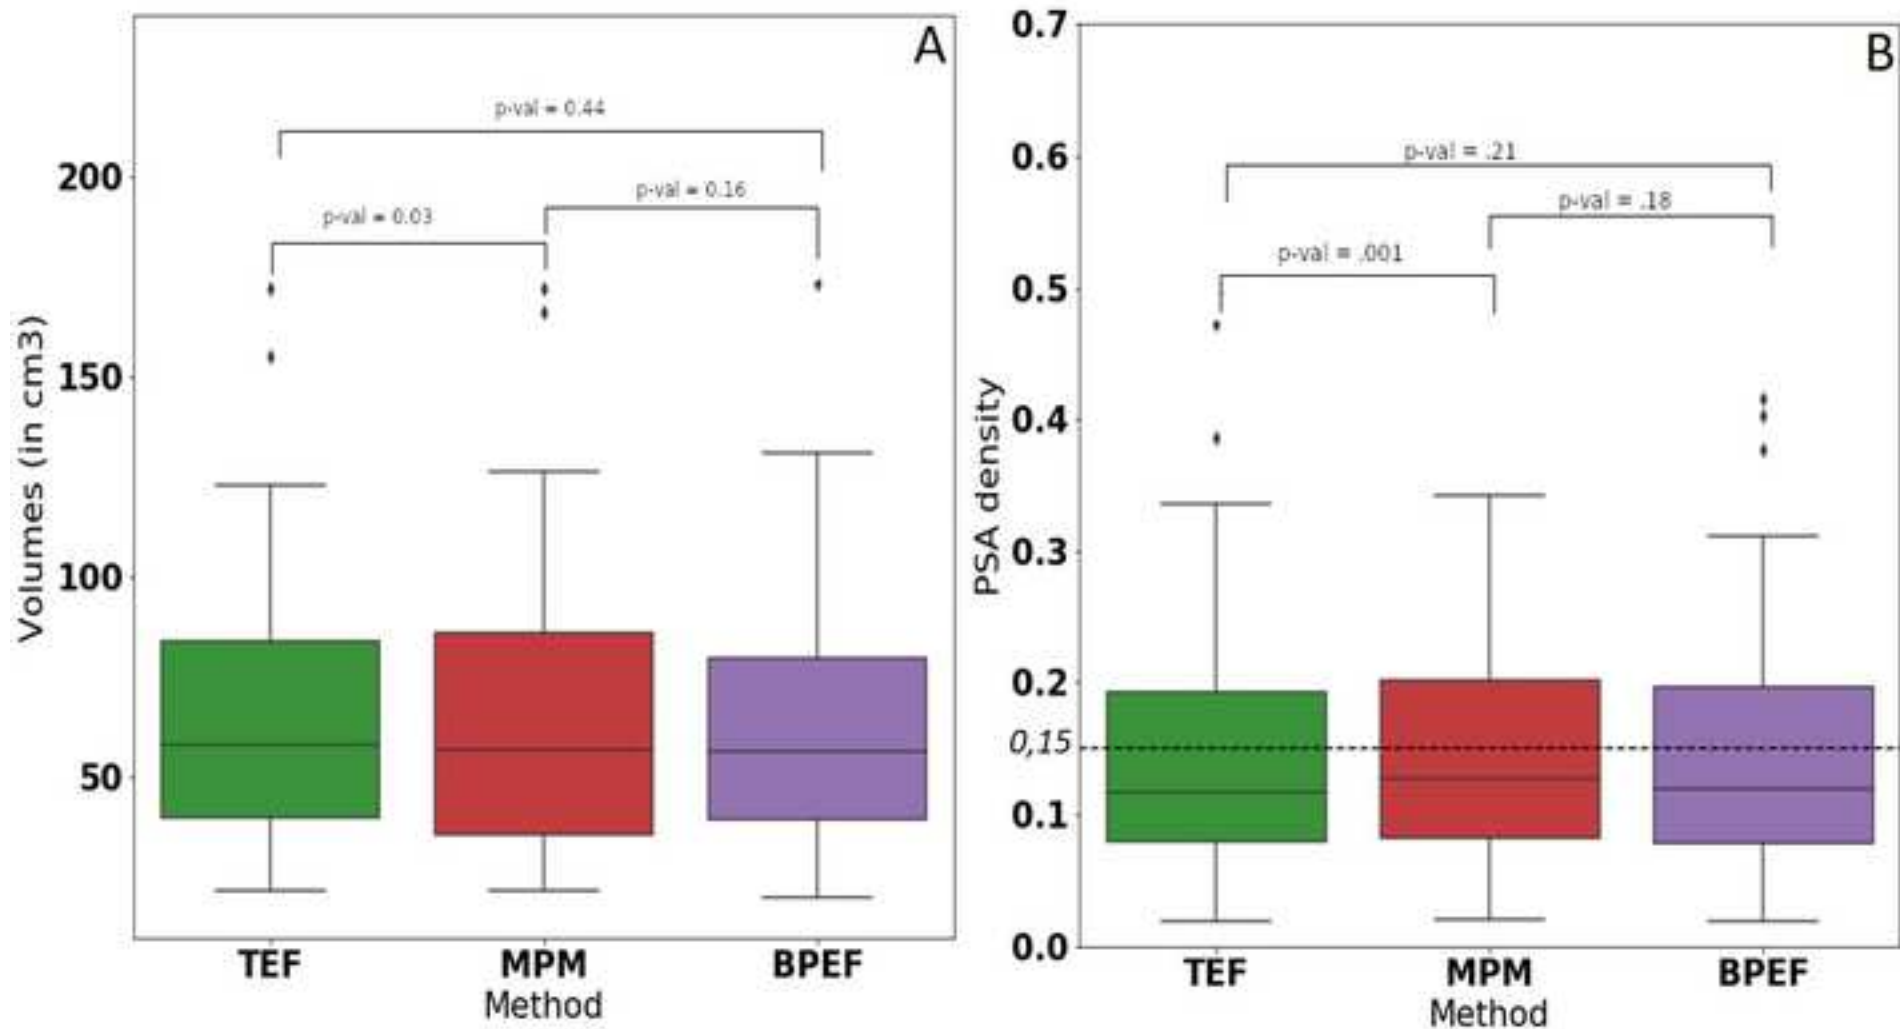 A
p-val = 0.44
p-val = 0.16
p-val = 0.03
200
150
100
50
Volumes (in cm3)
TEF MPM BPEF
Method
B
p-val = .21
p-val = .18
p-val = .001
0.7
0.6
0.5
0.4
0.3
0.2
0,15
0.1
0.0
PSA density
TEF MPM BPEF
Method